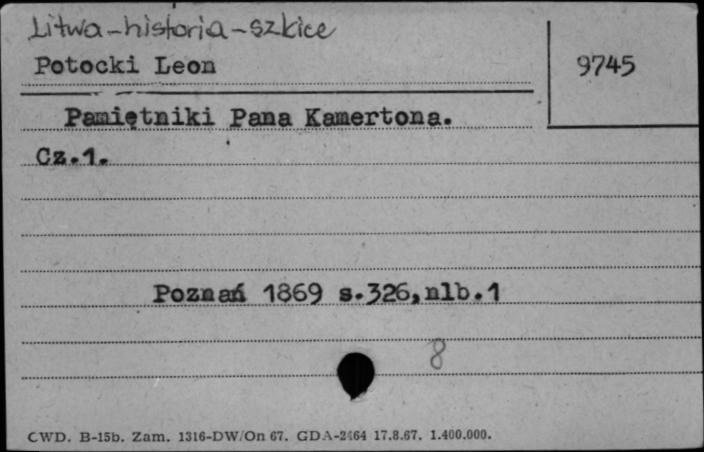 Litwa-historia-szkice
Potocki Leon
9745
Pamiętniki Pana Kamertona.
Cz.1.
Poznań 1869 s.326,nlb.1
8
CWD. B-15b. Zam. 1316-DW/On 67. GDA-2464 17.8.67. 1.400.000.